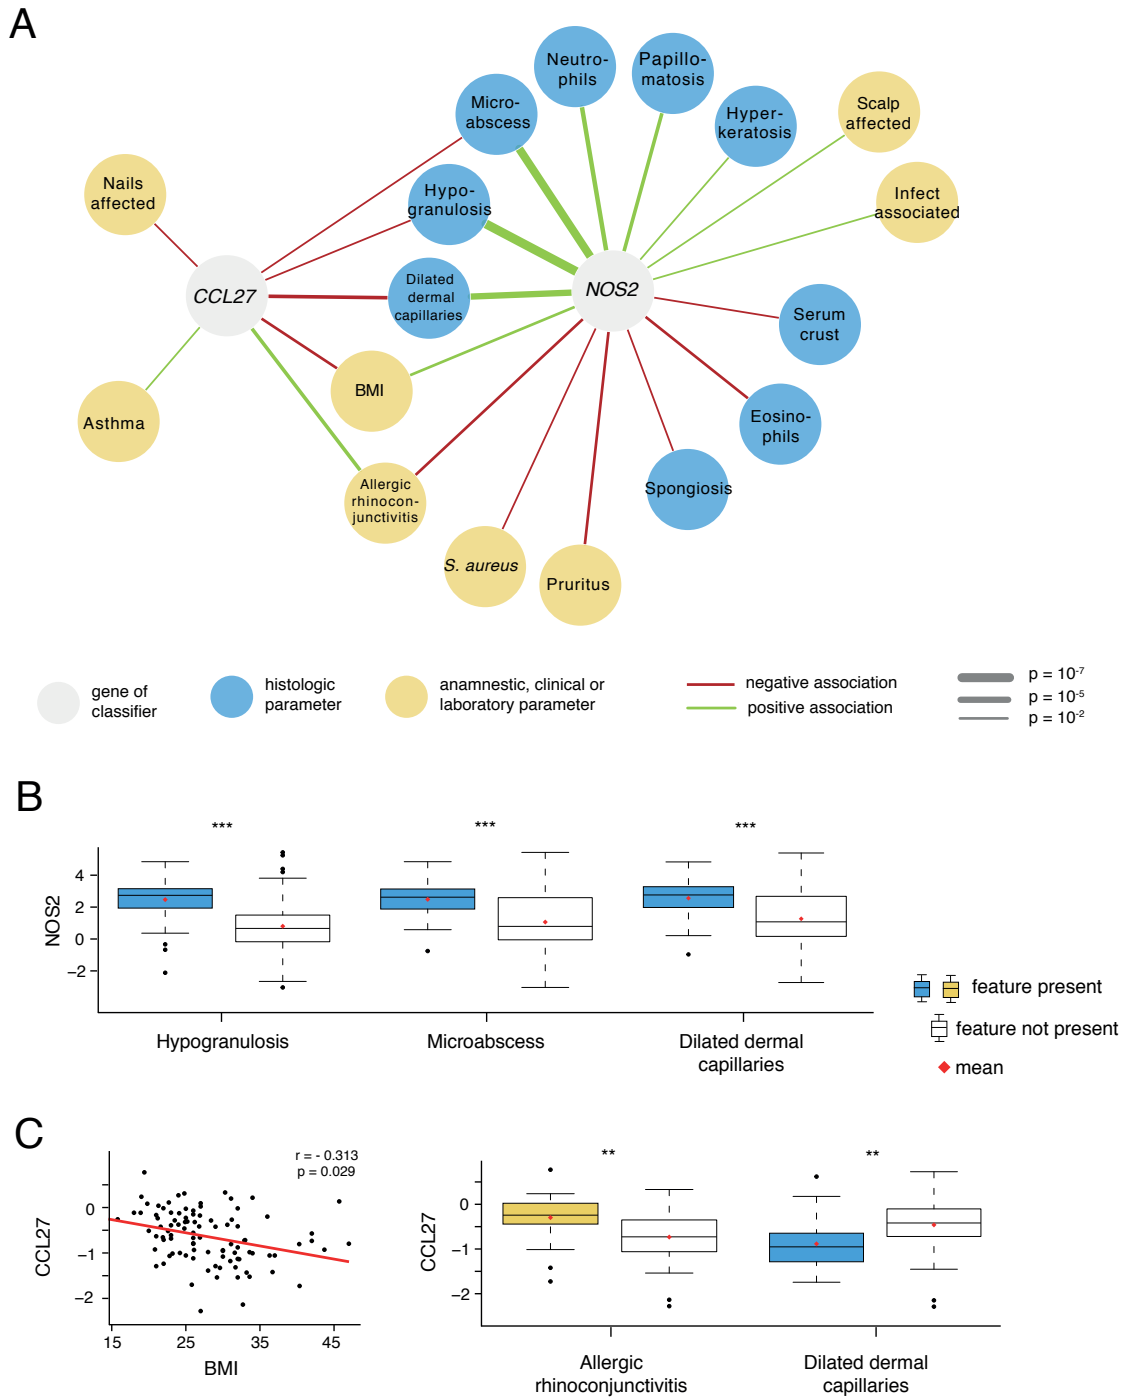 A
Neutro-
phils
Papillo-
matosis
Micro-
abscess
Hyper-
keratosis
Scalp
affected
Nails
affected
Hypo-
granulosis
Infect
associated
CCL27
Dilated
dermal
capillaries
NOS2
Serum
crust
BMI
Asthma
Eosino-
phils
Allergic
rhinocon-
junctivitis
Spongiosis
S. aureus
Pruritus
gene of
classifier
histologic
parameter
anamnestic, clinical or
laboratory parameter
negative association
positive association
p = 10-7
p = 10-5
p = 10-2
B
***
***
***
NOS2
4
2
0
−2
Hypogranulosis
Microabscess
Dilated dermal
capillaries
feature present
feature not present
mean
C
r = - 0.313
p = 0.029
CCL27
0
−1
−2
15
25
35
45
BMI
**
**
CCL27
0
−1
−2
Allergic
rhinoconjunctivitis
Dilated dermal
capillaries